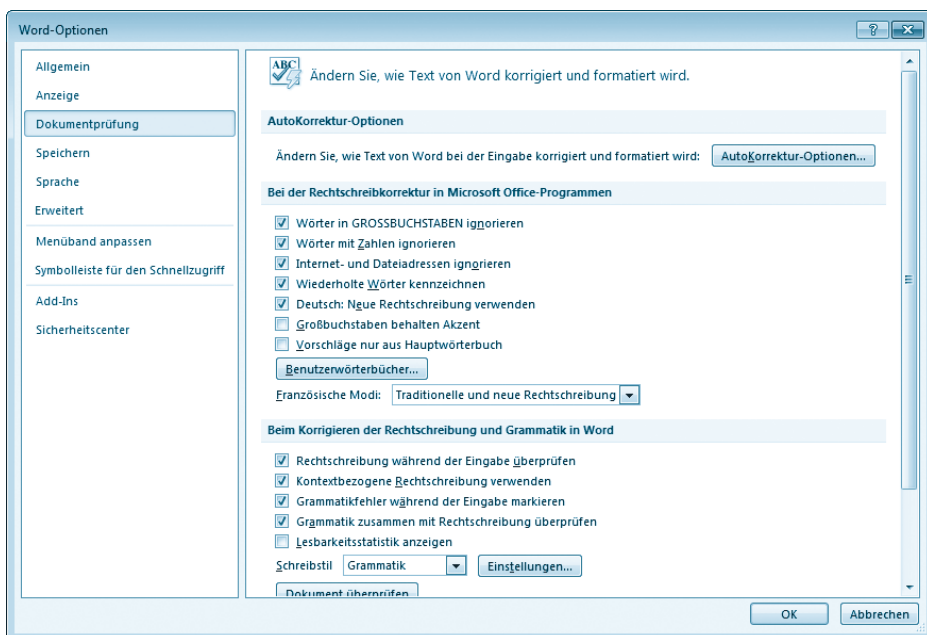 Word-Optionen
Allgemein
Anzeige
Dokumentprüfung
Speichern
Sprache
Erweitert
Menüband anpassen
Symbolleiste für den Schnellzugriff
Add-Ins
Sicherheitscenter
ABC
Ändern Sie, wie Text von Word korrigiert und formatiert wird.
AutoKorrektur-Optionen
Ändern Sie, wie Text von Word bei der Eingabe korrigiert und formatiert wird: AutoKorrektur-Optionen...
Bei der Rechtschreibkorrektur in Microsoft Office-Programmen
Wörter in GROSSBUCHSTABEN ignorieren
Wörter mit Zahlen ignorieren
Internet- und Dateiadressen ignorieren
Wiederholte Wörter kennzeichnen
Deutsch: Neue Rechtschreibung verwenden
Großbuchstaben behalten Akzent
Vorschläge nur aus Hauptwörterbuch
Benutzerwörterbücher...
Französische Modi: Traditionelle und neue Rechtschreibung
Beim Korrigieren der Rechtschreibung und Grammatik in Word
Rechtschreibung während der Eingabe überprüfen
Kontextbezogene Rechtschreibung verwenden
Grammatikfehler während der Eingabe markieren
Grammatik zusammen mit Rechtschreibung überprüfen
Lesbarkeitsstatistik anzeigen
Schreibstil Grammatik Einstellungen...
Dokument überprüfen
OK Abbrechen